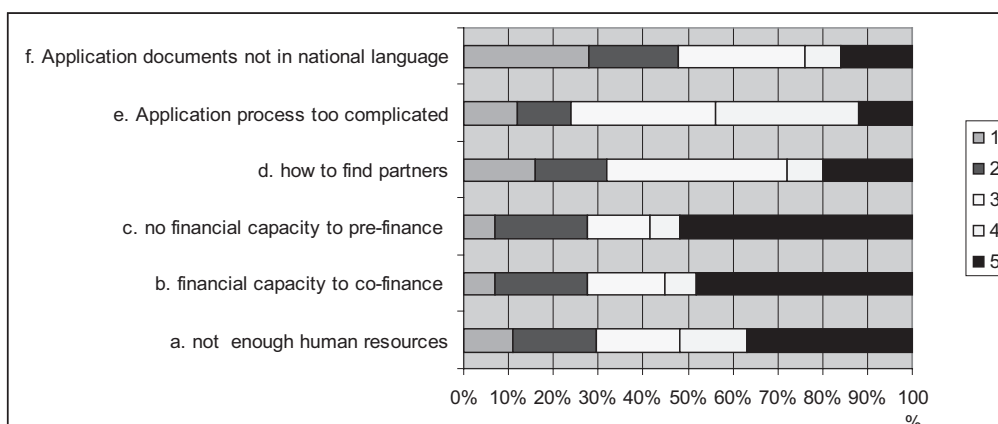 f. Application documents not in national language
e. Application process too complicated
d. how to find partners
c. no financial capacity to pre-finance
b. financial capacity to co-finance
a. not  enough human resources
0% 10% 20% 30% 40% 50% 60% 70% 80% 90% 100
%
1
2
3
4
5